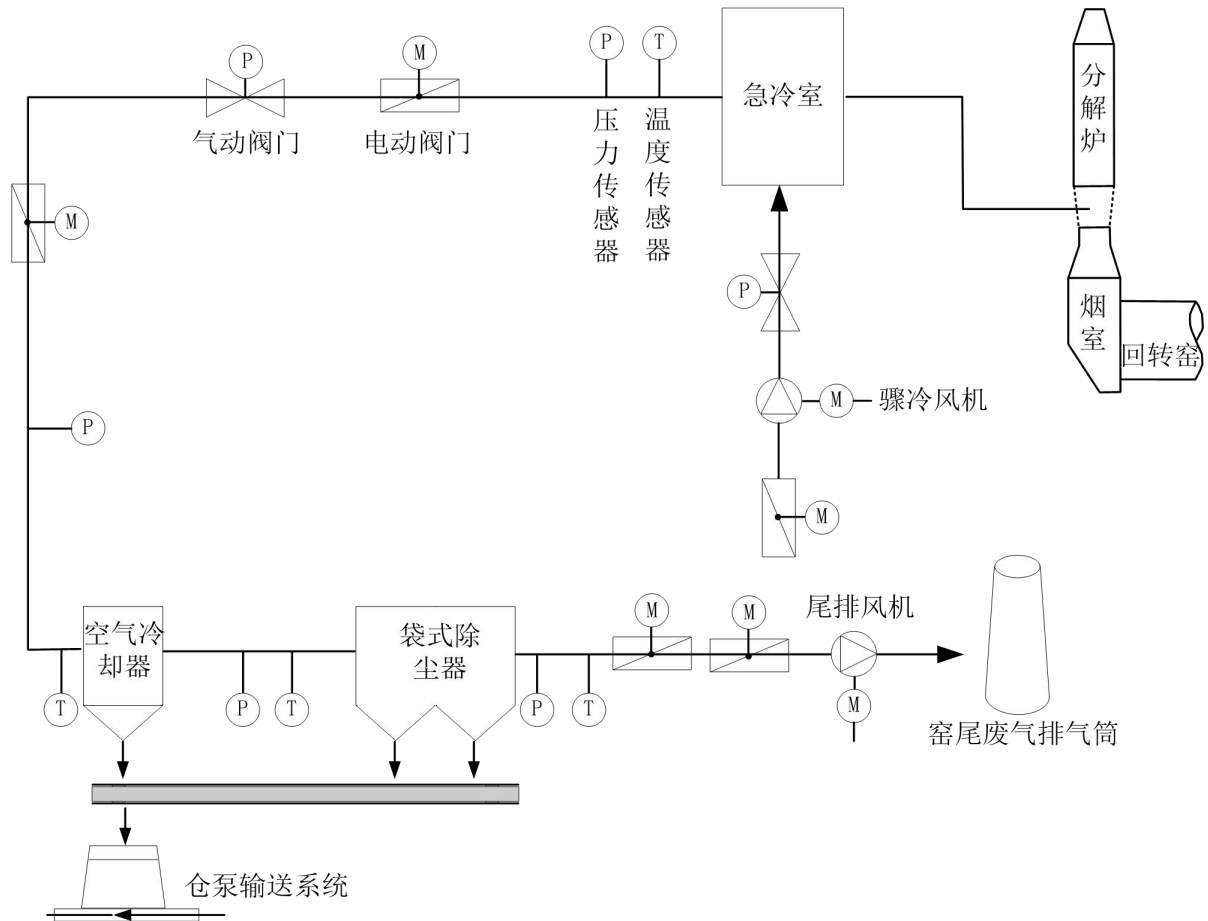 P
M
P
T
急冷室
分解炉
气动阀门
电动阀门
压力传感器
温度传感器
M
P
烟室
回转窑
M
骤冷风机
P
M
空气冷
却器
袋式除
尘器
M
M
尾排风机
T
P
T
P
T
M
窑尾废气排气筒
仓泵输送系统